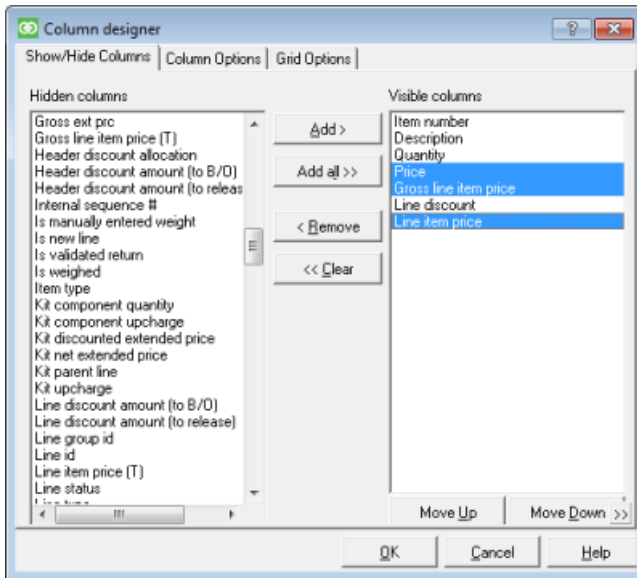 Column designer
Show/Hide Columns
Column Options
Grid Options
Hidden columns
Gross ext prc
Gross line item price (T)
Header discount allocation
Header discount amount (to B/O)
Header discount amount (to releas
Internal sequence #
Is manually entered weight
Is new line
Is validated return
Is weighed
Item type
Kit component quantity
Kit component upcharge
Kit discounted extended price
Kit net extended price
Kit parent line
Kit upcharge
Line discount amount (to B/O)
Line discount amount (to release)
Line group id
Line id
Line item price (T)
Line status
Add >
Add all >>
< Remove
<< Clear
Visible columns
Item number
Description
Quantity
Price
Gross line item price
Line discount
Line item price
Move Up
Move Down >>
OK
Cancel
Help